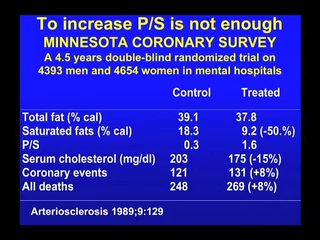 To increase P/S is not enough
MINNESOTA CORONARY SURVEY
A 4.5 years double-blind randomized trial on
4393 men and 4654 women in mental hospitals
Control Treated
Total fat (% cal) 39.1 37.8
Saturated fats (% cal) 18.3 9.2 (-50.%)
P/S 0.3 1.6
Serum cholesterol (mg/dl) 203 175 (-15%)
Coronary events 121 131 (+8%)
All deaths 248 269 (+8%)
Arteriosclerosis 1989;9:129